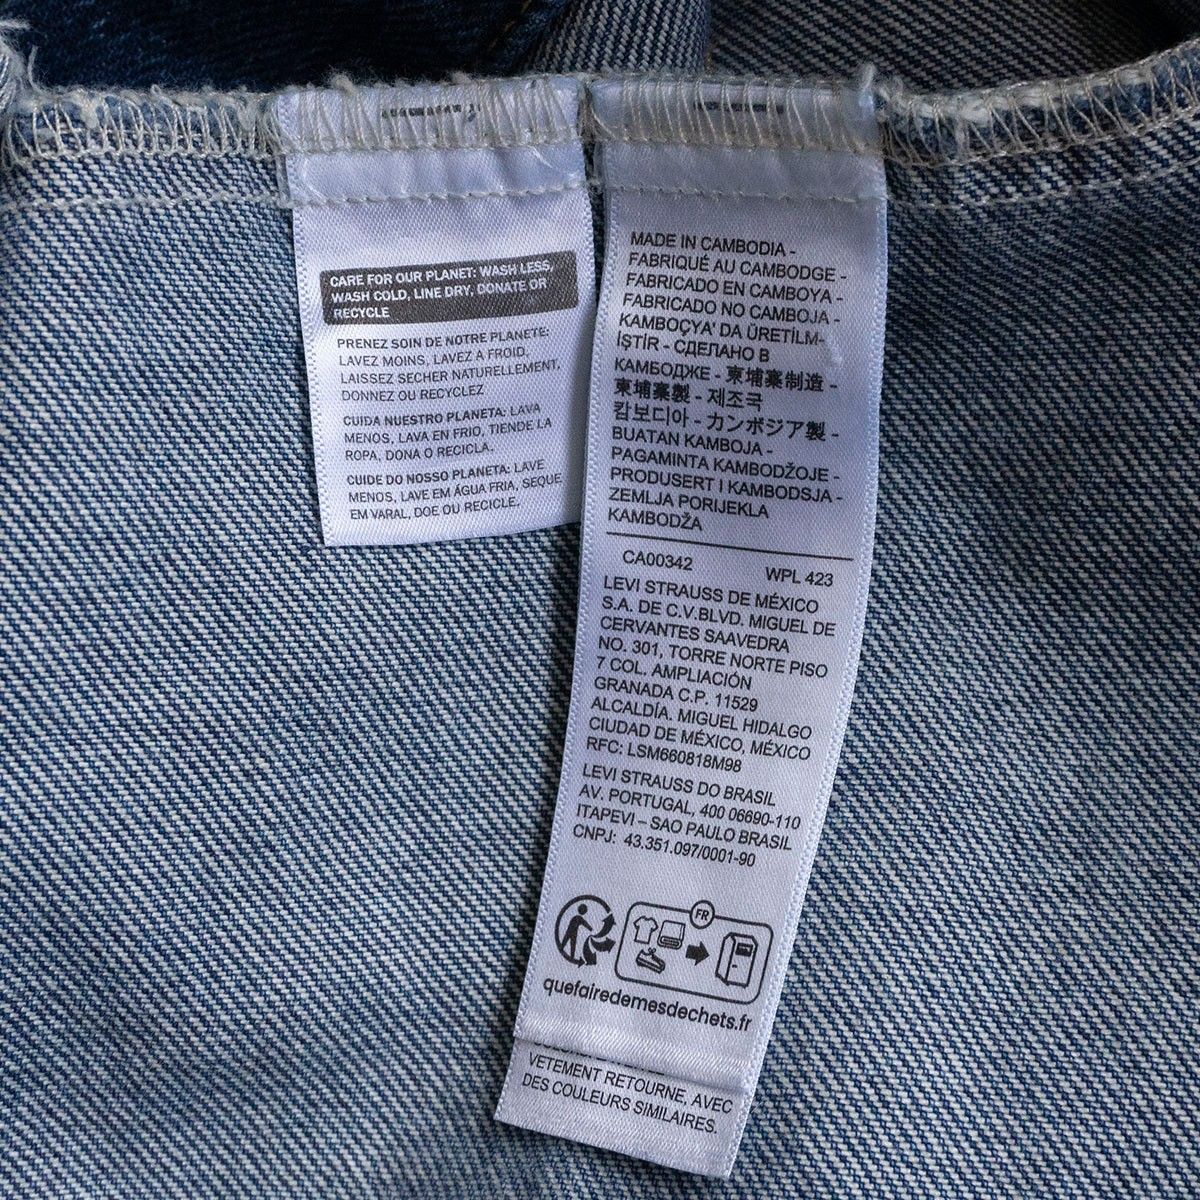 CARE FOR OUR PLANET: WASH LESS,
WASH COLD, LINE DRY, DONATE OR
RECYCLE
PRENEZ SOIN DE NOTRE PLANETE:
LAVEZ MOINS, LAVEZ A FROID,
LAISSEZ SECHER NATURELLEMENT,
DONNEZ OU RECYCLEZ
CUIDA NUESTRO PLANETA: LAVA
MENOS, LAVA EN FRIO, TIENDE LA
ROPA, DONA O RECICLA.
CUIDE DO NOSSO PLANETA: LAVE
MENOS, LAVE EM ÁGUA FRIA, SEQUE
EM VARAL, DOE OU RECICLE.
MADE IN CAMBODIA -
FABRIQUÉ AU CAMBODGE -
FABRICADO EN CAMBOYA -
FABRICADO NO CAMBOJA -
KAMBOÇYA' DA ÜRETİLM-
İŞTİR - СДЕЛАНО В
КАМБОДЖЕ - 柬埔寨制造 -
柬埔寨製 - 제조국
캄보디아 - カンボジア製 -
BUATAN KAMBOJA -
PAGAMINTA KAMBODŽOJE -
PRODUSERT I KAMBODSJA -
ZEMLJA PORIJEKLA
KAMBODŽA
CA00342 WPL 423
LEVI STRAUSS DE MÉXICO
S.A. DE C.V.BLVD. MIGUEL DE
CERVANTES SAAVEDRA
NO. 301, TORRE NORTE PISO
7 COL. AMPLIACIÓN
GRANADA C.P. 11529
ALCALDÍA. MIGUEL HIDALGO
CIUDAD DE MÉXICO, MÉXICO
RFC: LSM660818M98
LEVI STRAUSS DO BRASIL
AV. PORTUGAL, 400 06690-110
ITAPEVI – SAO PAULO BRASIL
CNPJ: 43.351.097/0001-90
FR
quefairedemesdechets.fr
VETEMENT RETOURNE, AVEC
DES COULEURS SIMILAIRES.